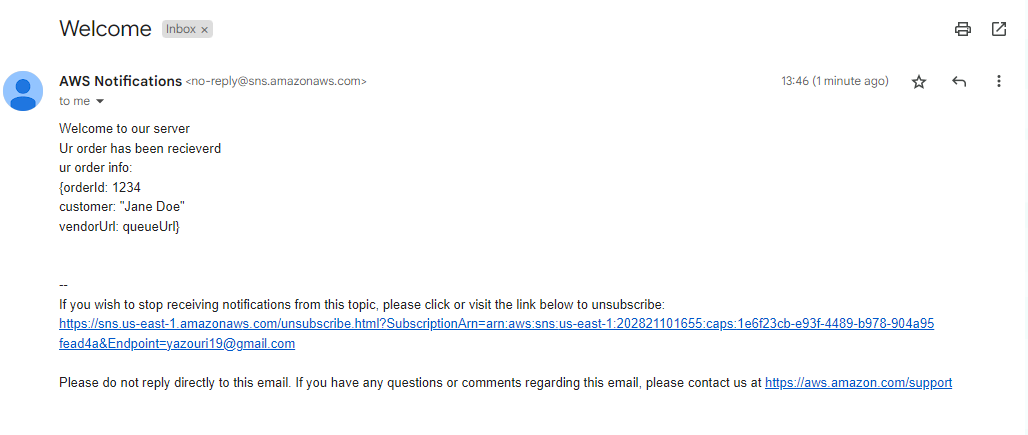 Welcome Inbox ×
AWS Notifications <no-reply@sns.amazonaws.com> 13:46 (1 minute ago)
to me
Welcome to our server
Ur order has been recieverd
ur order info:
{orderId: 1234
customer: "Jane Doe"
vendorUrl: queueUrl}
--
If you wish to stop receiving notifications from this topic, please click or visit the link below to unsubscribe:
https://sns.us-east-1.amazonaws.com/unsubscribe.html?SubscriptionArn=arn:aws:sns:us-east-1:202821101655:caps:1e6f23cb-e93f-4489-b978-904a95
fead4a&Endpoint=yazouri19@gmail.com
Please do not reply directly to this email. If you have any questions or comments regarding this email, please contact us at https://aws.amazon.com/support